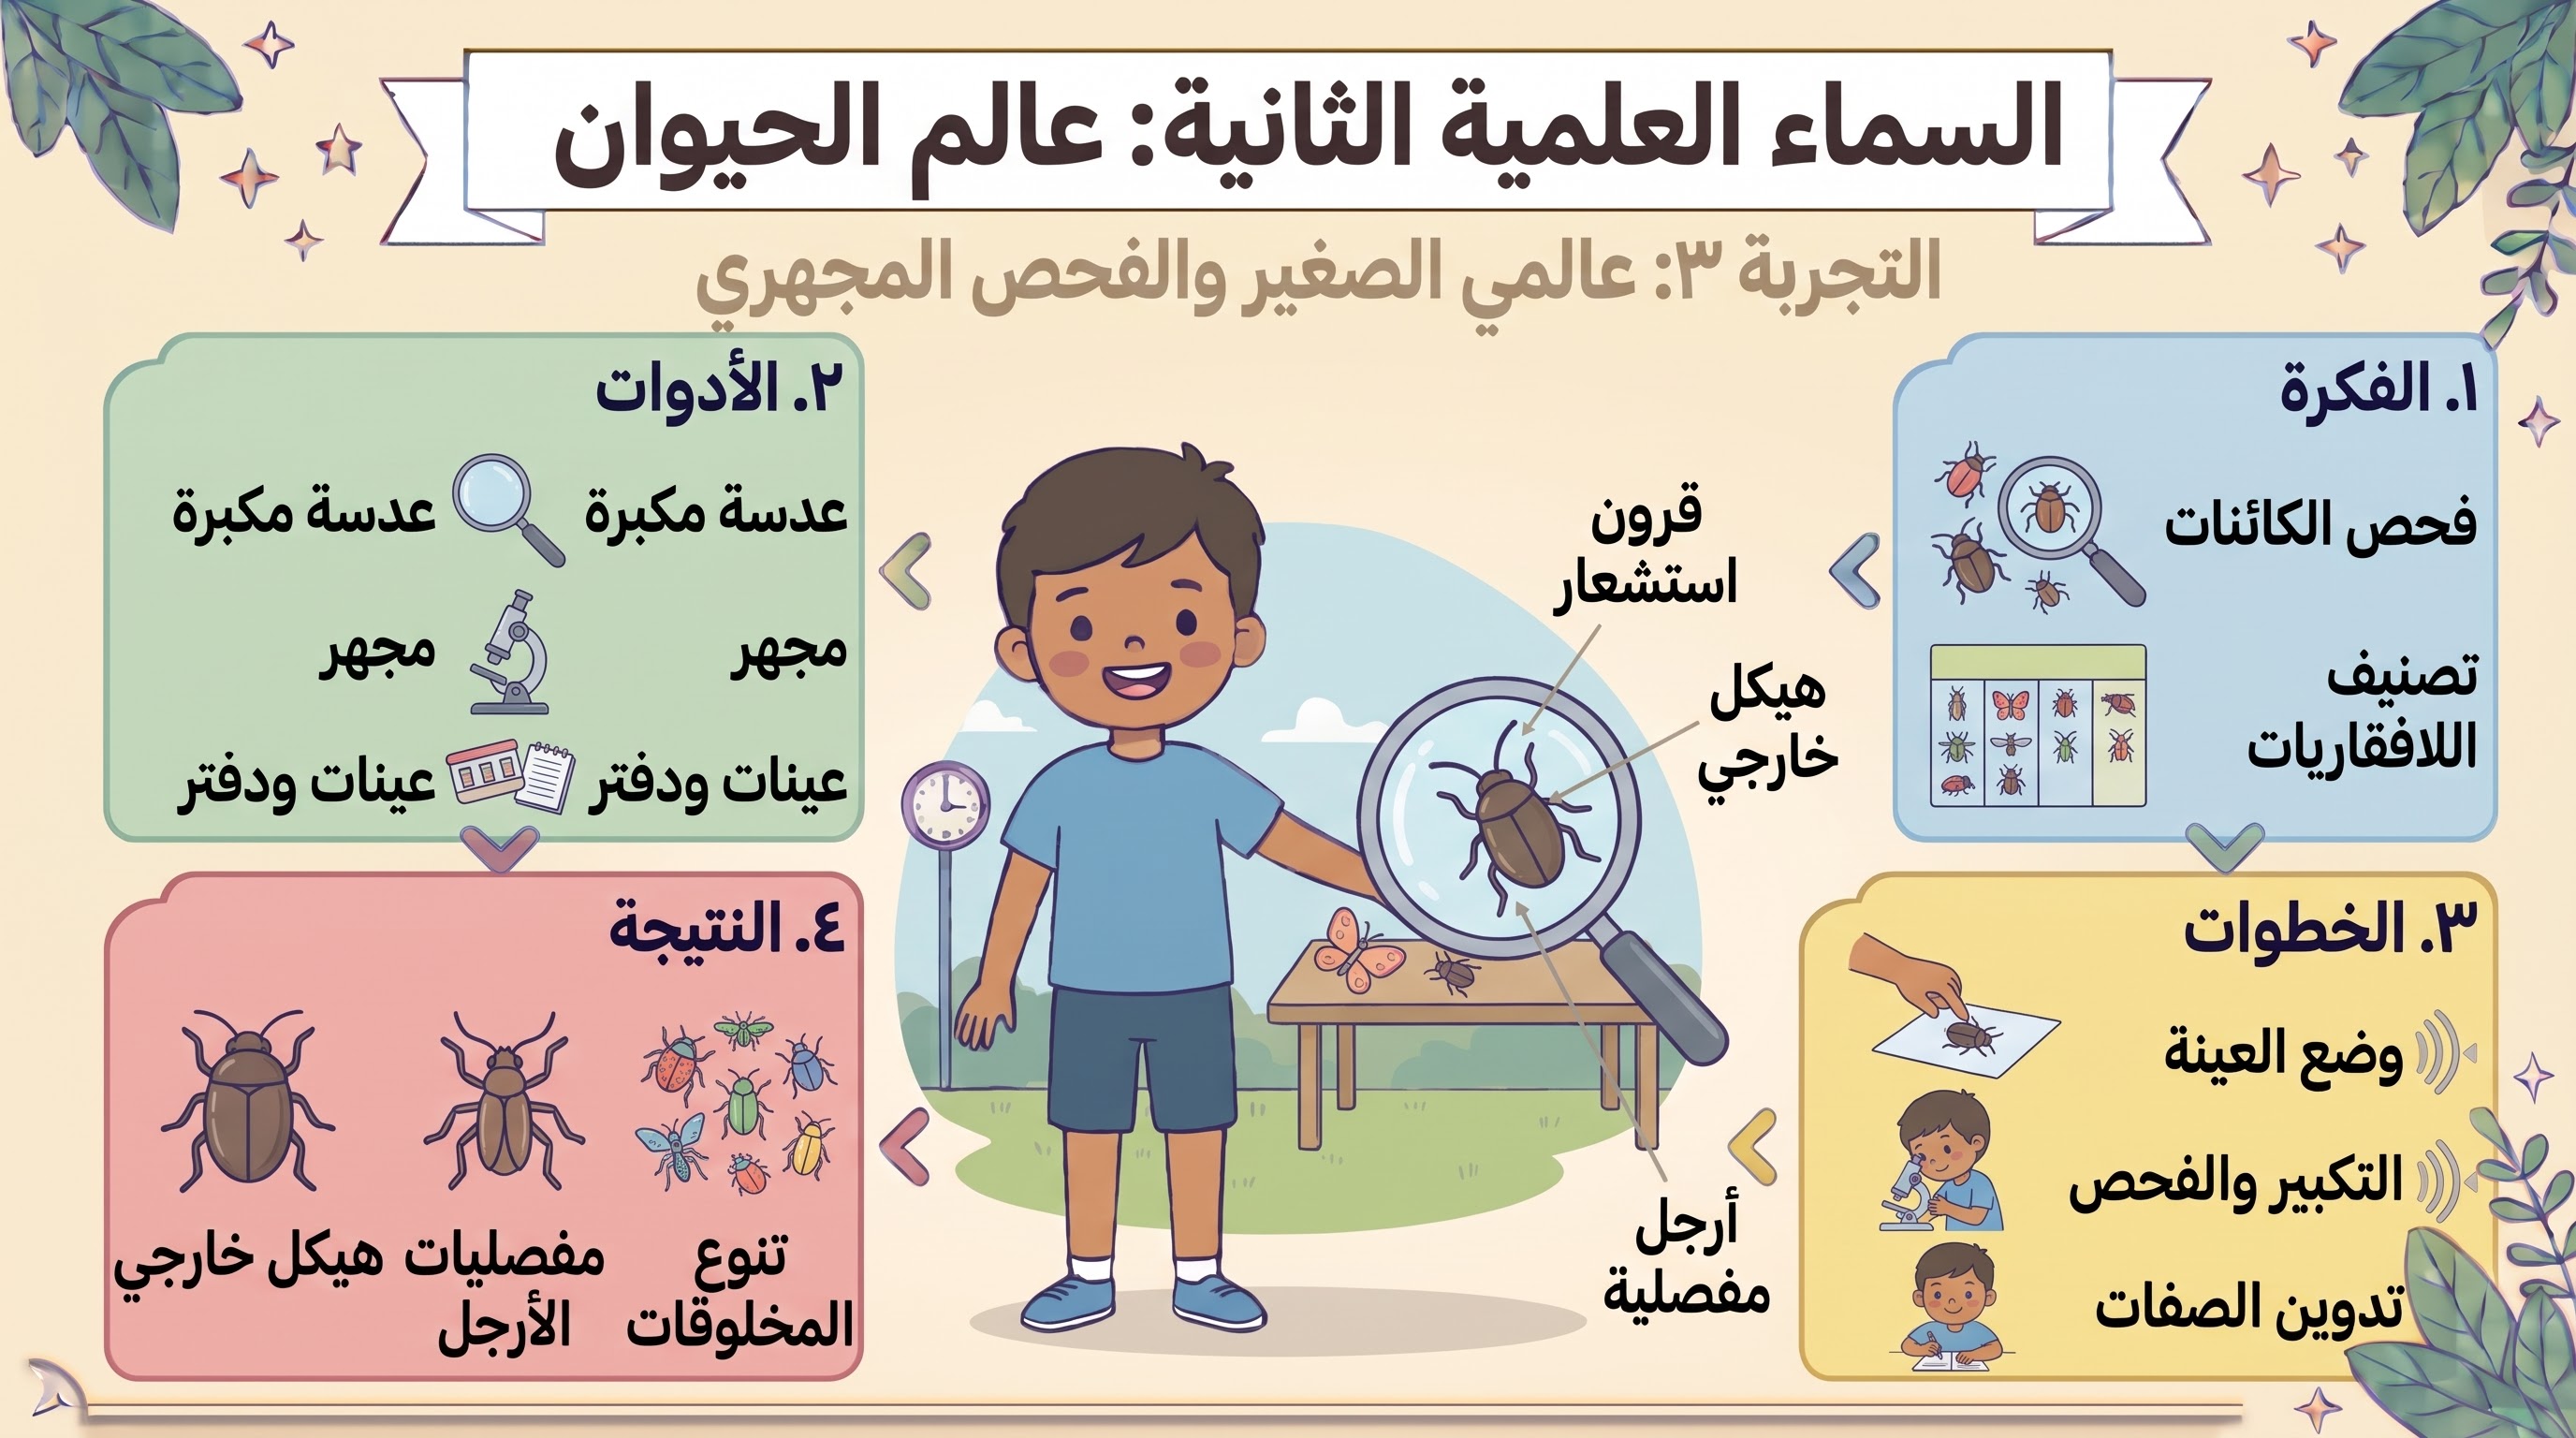 السماء العلمية الثانية: عالم الحيوان
التجربة ٣: عالمي الصغير والفحص المجهري
١. الفكرة
فحص الكائنات
تصنيف
اللافقاريات
٢. الأدوات
عدسة مكبرة
عدسة مكبرة
مجهر
مجهر
عينات ودفتر
عينات ودفتر
قرون
استشعار
هيكل
خارجي
أرجل
مفصلية
٣. الخطوات
وضع العينة
التكبير والفحص
تدوين الصفات
٤. النتيجة
تنوع
المخلوقات
مفصليات
الأرجل
هيكل خارجي